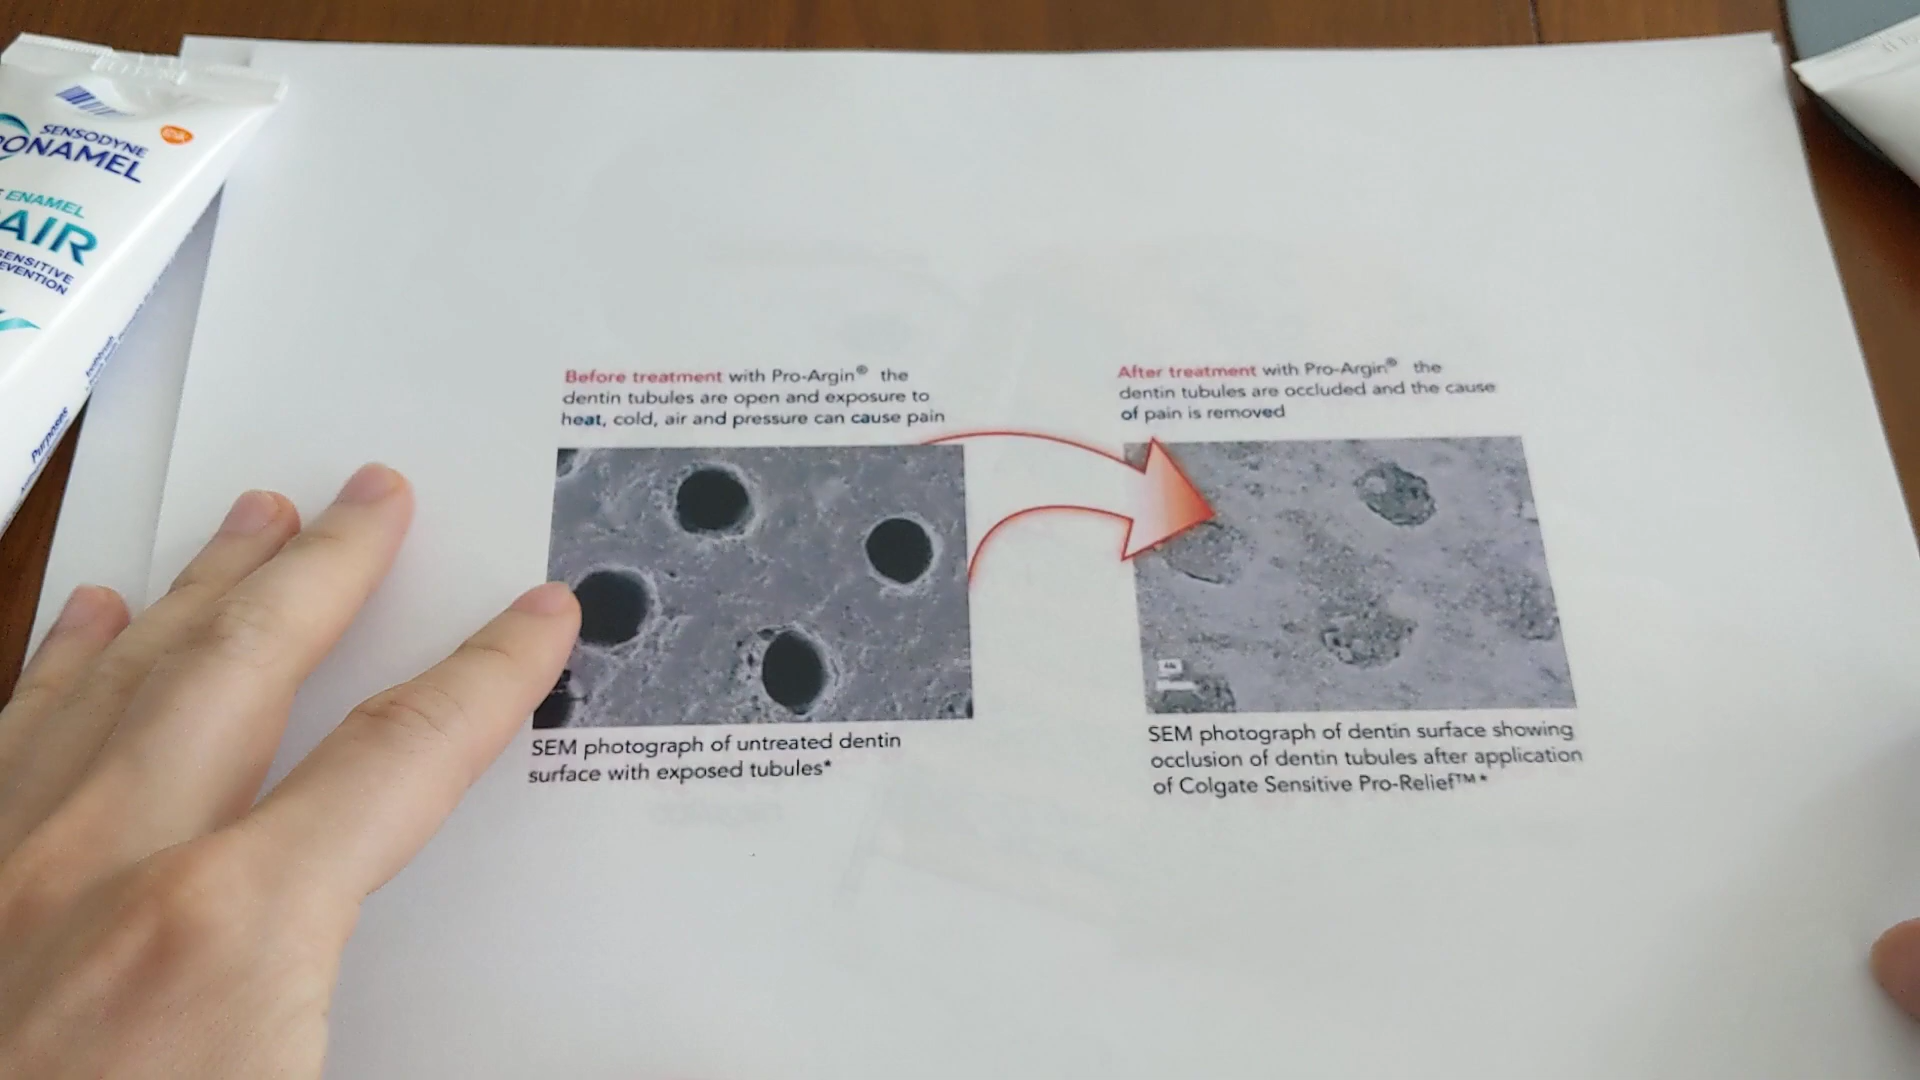 SENSODYNE
ONAMEL
ENAMEL
AIR
SENSITIVE
EVENTION
Purposes
Before treatment with Pro-Argin® the
dentin tubules are open and exposure to
heat, cold, air and pressure can cause pain
After treatment with Pro-Argin® the
dentin tubules are occluded and the cause
of pain is removed
SEM photograph of untreated dentin
surface with exposed tubules*
SEM photograph of dentin surface showing
occlusion of dentin tubules after application
of Colgate Sensitive Pro-Relief™*